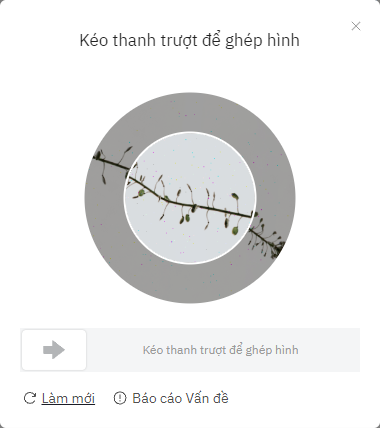 Kéo thanh trượt để ghép hình
Kéo thanh trượt để ghép hình
Làm mới
Báo cáo Vấn đề